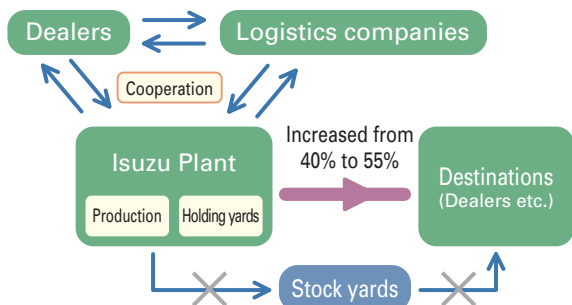 Dealers
Logistics companies
Cooperation
Increased from
40% to 55%
Isuzu Plant
Production
Holding yards
Destinations
(Dealers etc.)
Stock yards